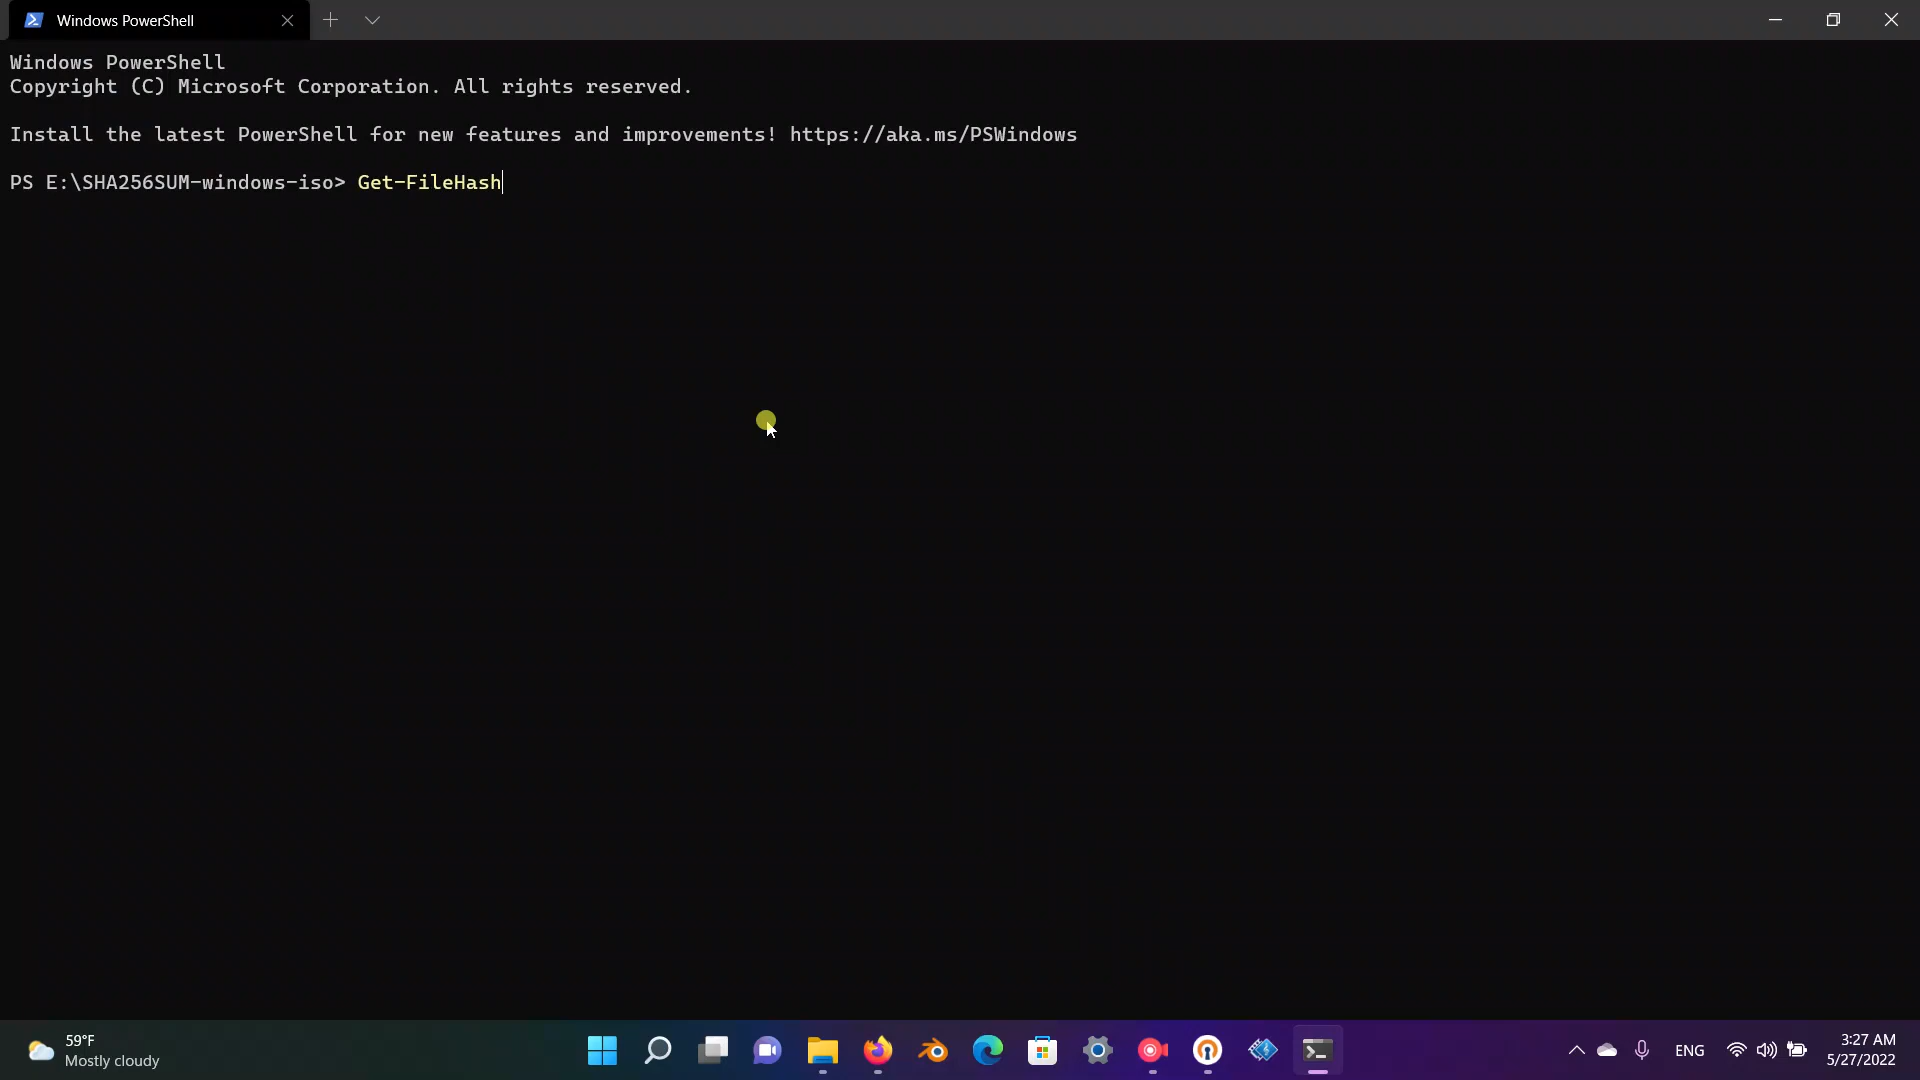 Windows PowerShell
Windows PowerShell
Copyright (C) Microsoft Corporation. All rights reserved.
Install the latest PowerShell for new features and improvements! https://aka.ms/PSWindows
PS E:\SHA256SUM-windows-iso> Get-FileHash
59°F
Mostly cloudy
ENG
3:27 AM
5/27/2022